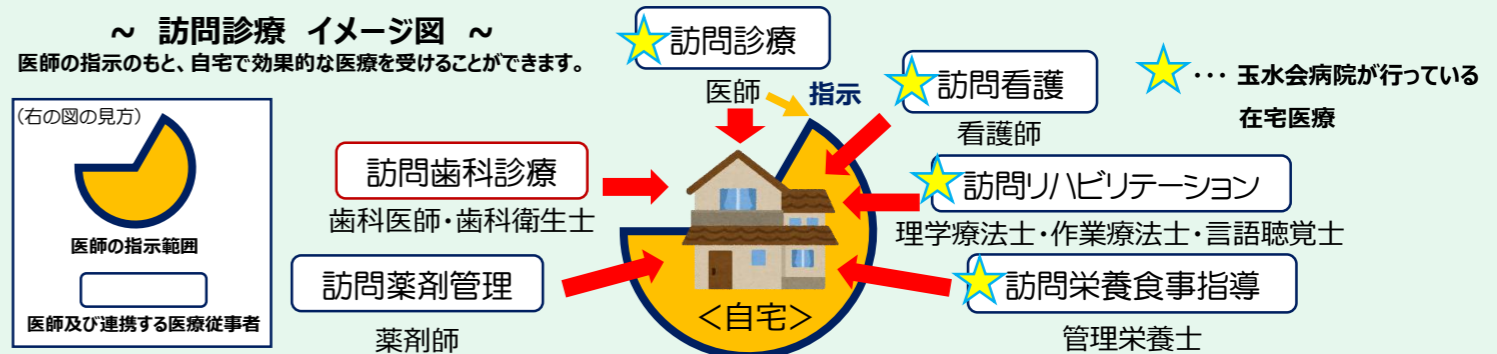 ~ 訪問診療 イメージ図 ~
医師の指示のもと、自宅で効果的な医療を受けることができます。
(右の図の見方)
医師の指示範囲
医師及び連携する医療従事者
訪問診療
医師
指示
訪問看護
看護師
… 玉水会病院が行っている
在宅医療
訪問歯科診療
歯科医師・歯科衛生士
訪問リハビリテーション
理学療法士・作業療法士・言語聴覚士
訪問薬剤管理
薬剤師
<自宅>
訪問栄養食事指導
管理栄養士